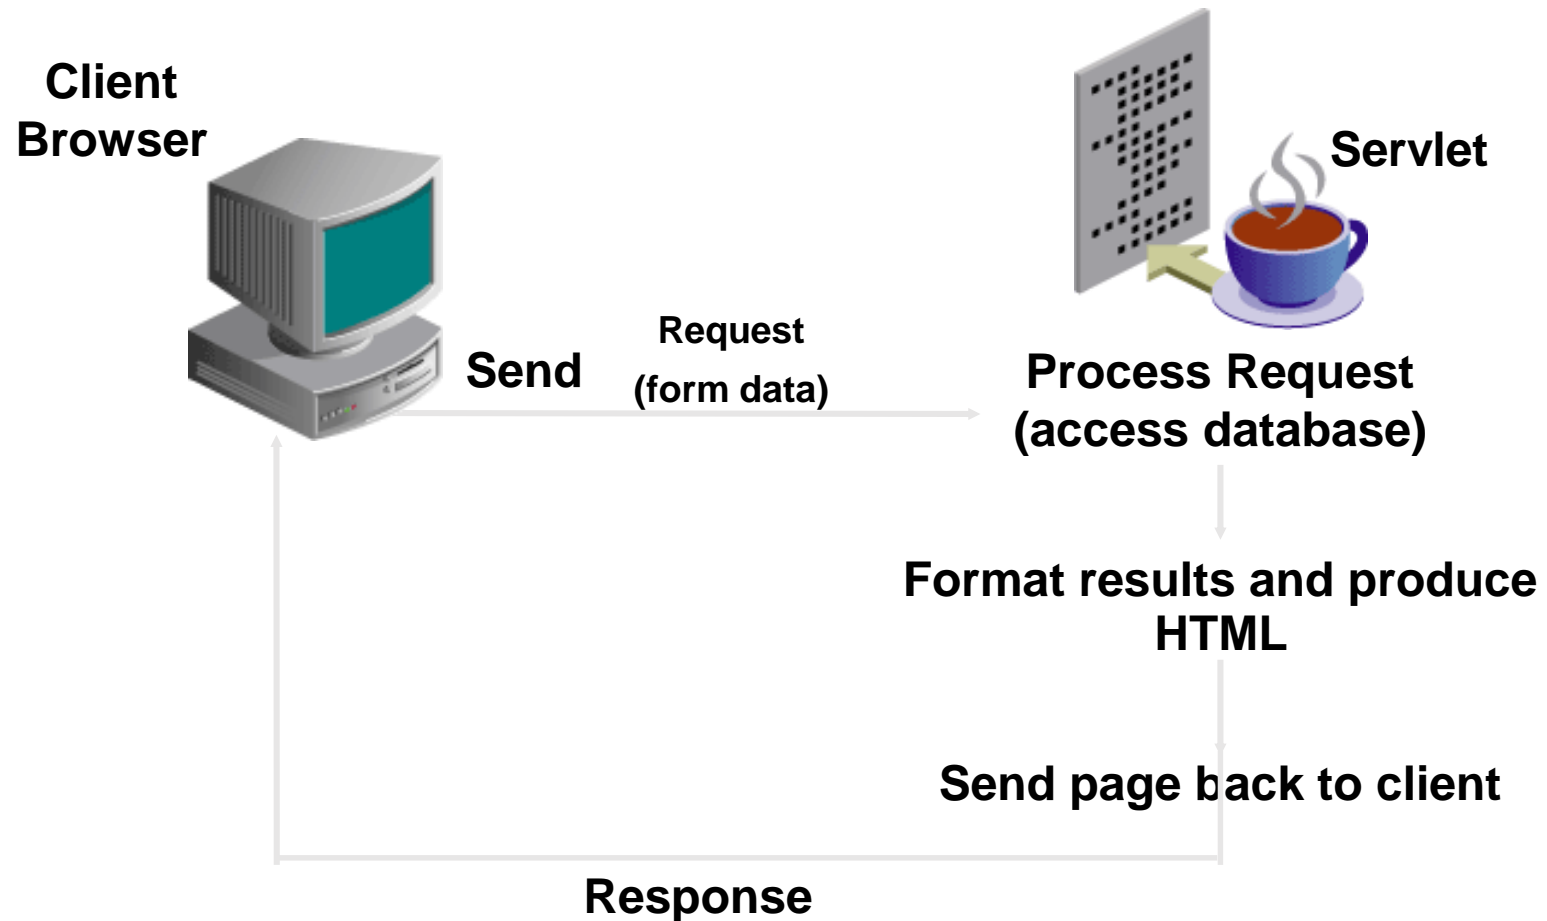 Client
Browser
Servlet
Send
Request
(form data)
Process Request
(access database)
Format results and produce
HTML
Send page back to client
Response